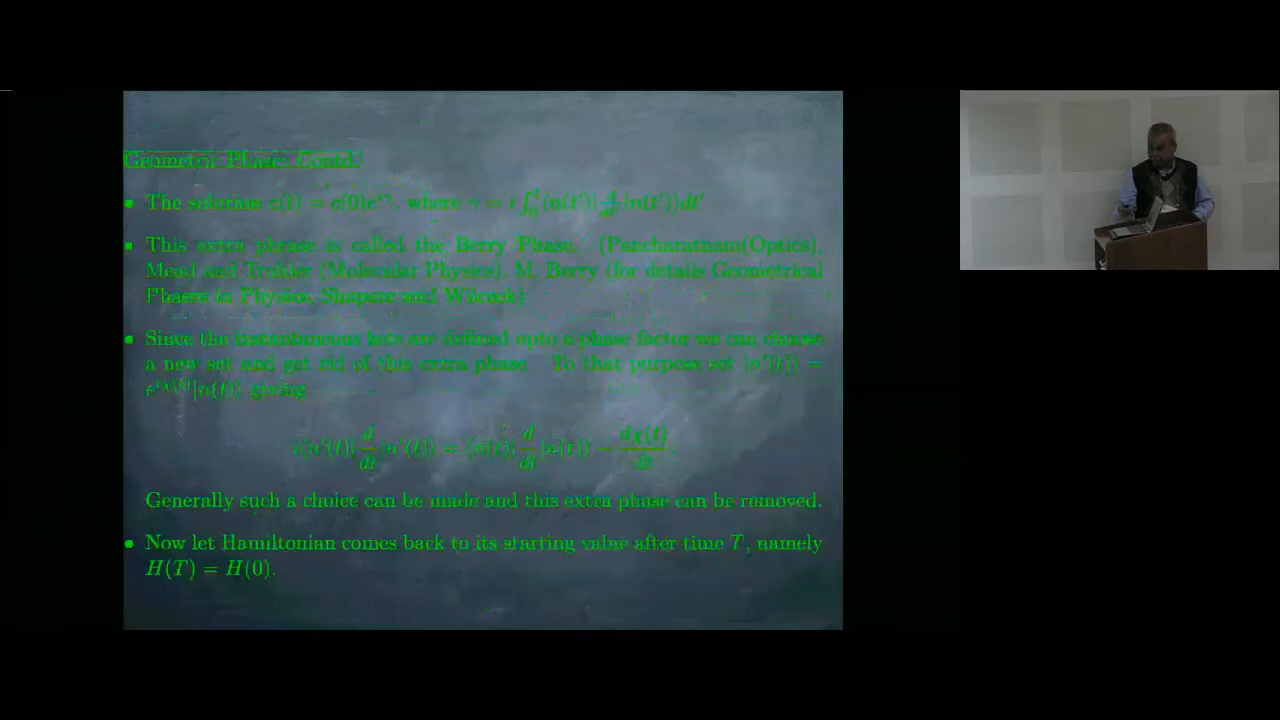 Geometric Phase: Contd.
• The solution c(t) = c(0)e^{iγ}, where γ = i ∫_0^t ⟨n(t′)| d/dt′ |n(t′)⟩dt′
• This extra phrase is called the Berry Phase. (Pancharatnam(Optics),
Mead and Truhler (Molecular Physics), M. Berry (for details Geometrical
Phases in Physics, Shapere and Wilczek)
• Since the instantaneous kets are defined upto a phase factor we can choose
a new set and get rid of this extra phase. To that purpose set |n′(t)⟩ =
e^{iχ(t)}|n(t)⟩ giving
i⟨n′(t)| d/dt |n′(t)⟩ = i⟨n(t)| d/dt |n(t)⟩ − dχ(t)/dt.
Generally such a choice can be made and this extra phase can be removed.
• Now let Hamiltonian comes back to its starting value after time T, namely
H(T) = H(0).